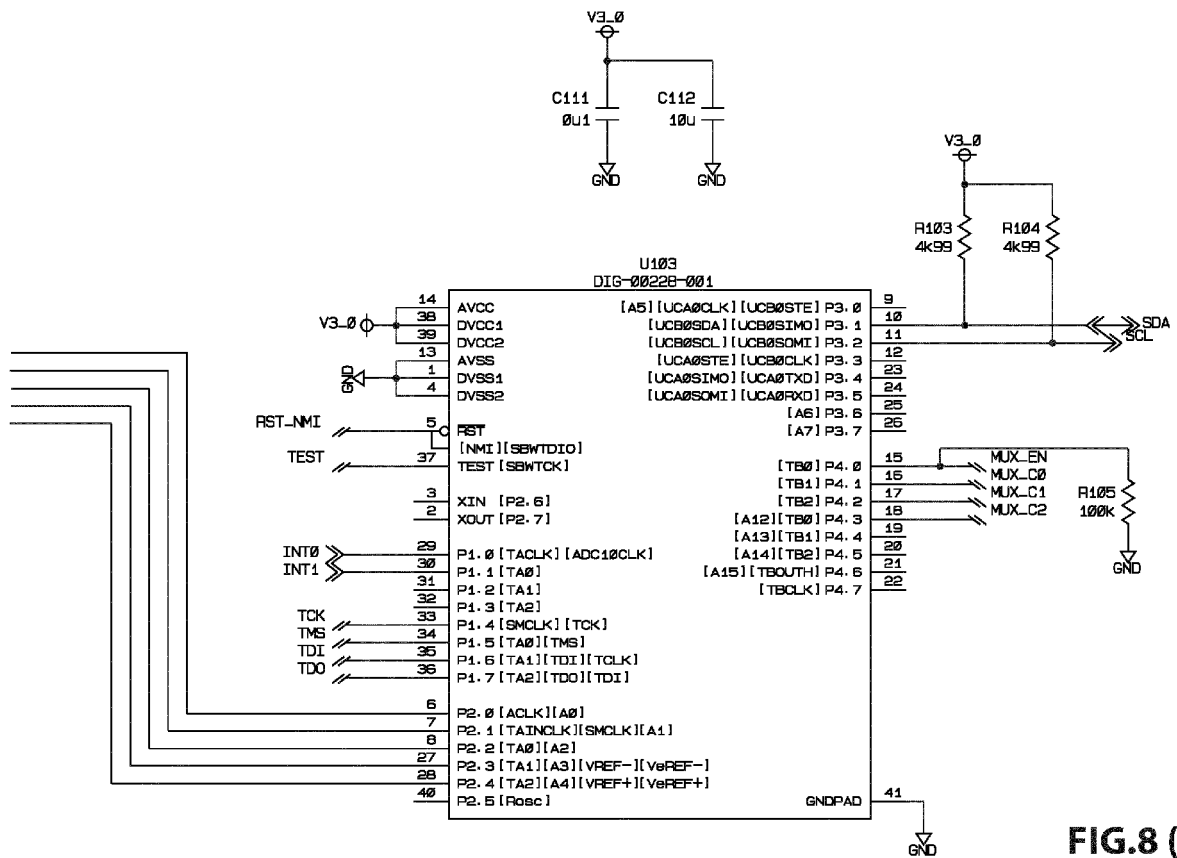 V3_0
C111
0u1
C112
10u
GND
GND
V3_0
R103
4k99
R104
4k99
U103
DIG-00228-001
V3_0
14 AVCC
38 DVCC1
39 DVCC2
GND
13 AVSS
1 DVSS1
4 DVSS2
RST_NMI 5 RST
[NMI][SBWTDIO]
TEST 37 TEST [SBWTCK]
3 XIN [P2.6]
2 XOUT [P2.7]
INT0 29 P1.0[TACLK][ADC10CLK]
INT1 30 P1.1[TA0]
31 P1.2[TA1]
32 P1.3[TA2]
TCK 33 P1.4[SMCLK][TCK]
TMS 34 P1.5[TA0][TMS]
TDI 35 P1.6[TA1][TDI][TCLK]
TDO 36 P1.7[TA2][TDO][TDI]
6 P2.0[ACLK][A0]
7 P2.1[TAINCLK][SMCLK][A1]
8 P2.2[TA0][A2]
27 P2.3[TA1][A3][VREF-][VeREF-]
28 P2.4[TA2][A4][VREF+][VeREF+]
40 P2.5[Rosc]
[A5][UCA0CLK][UCB0STE]P3.0 9
[UCB0SDA][UCB0SIMO]P3.1 10 SDA
[UCB0SCL][UCB0SOMI]P3.2 11 SCL
[UCA0STE][UCB0CLK]P3.3 12
[UCA0SIMO][UCA0TXD]P3.4 23
[UCA0SOMI][UCA0RXD]P3.5 24
[A6]P3.6 25
[A7]P3.7 26
[TB0]P4.0 15 MUX_EN
[TB1]P4.1 16 MUX_C0
[TB2]P4.2 17 MUX_C1
[A12][TB0]P4.3 18 MUX_C2
[A13][TB1]P4.4 19
[A14][TB2]P4.5 20
[A15][TBOUTH]P4.6 21
[TBCLK]P4.7 22
R105
100k
GND
GNDPAD 41
GND
FIG.8 (